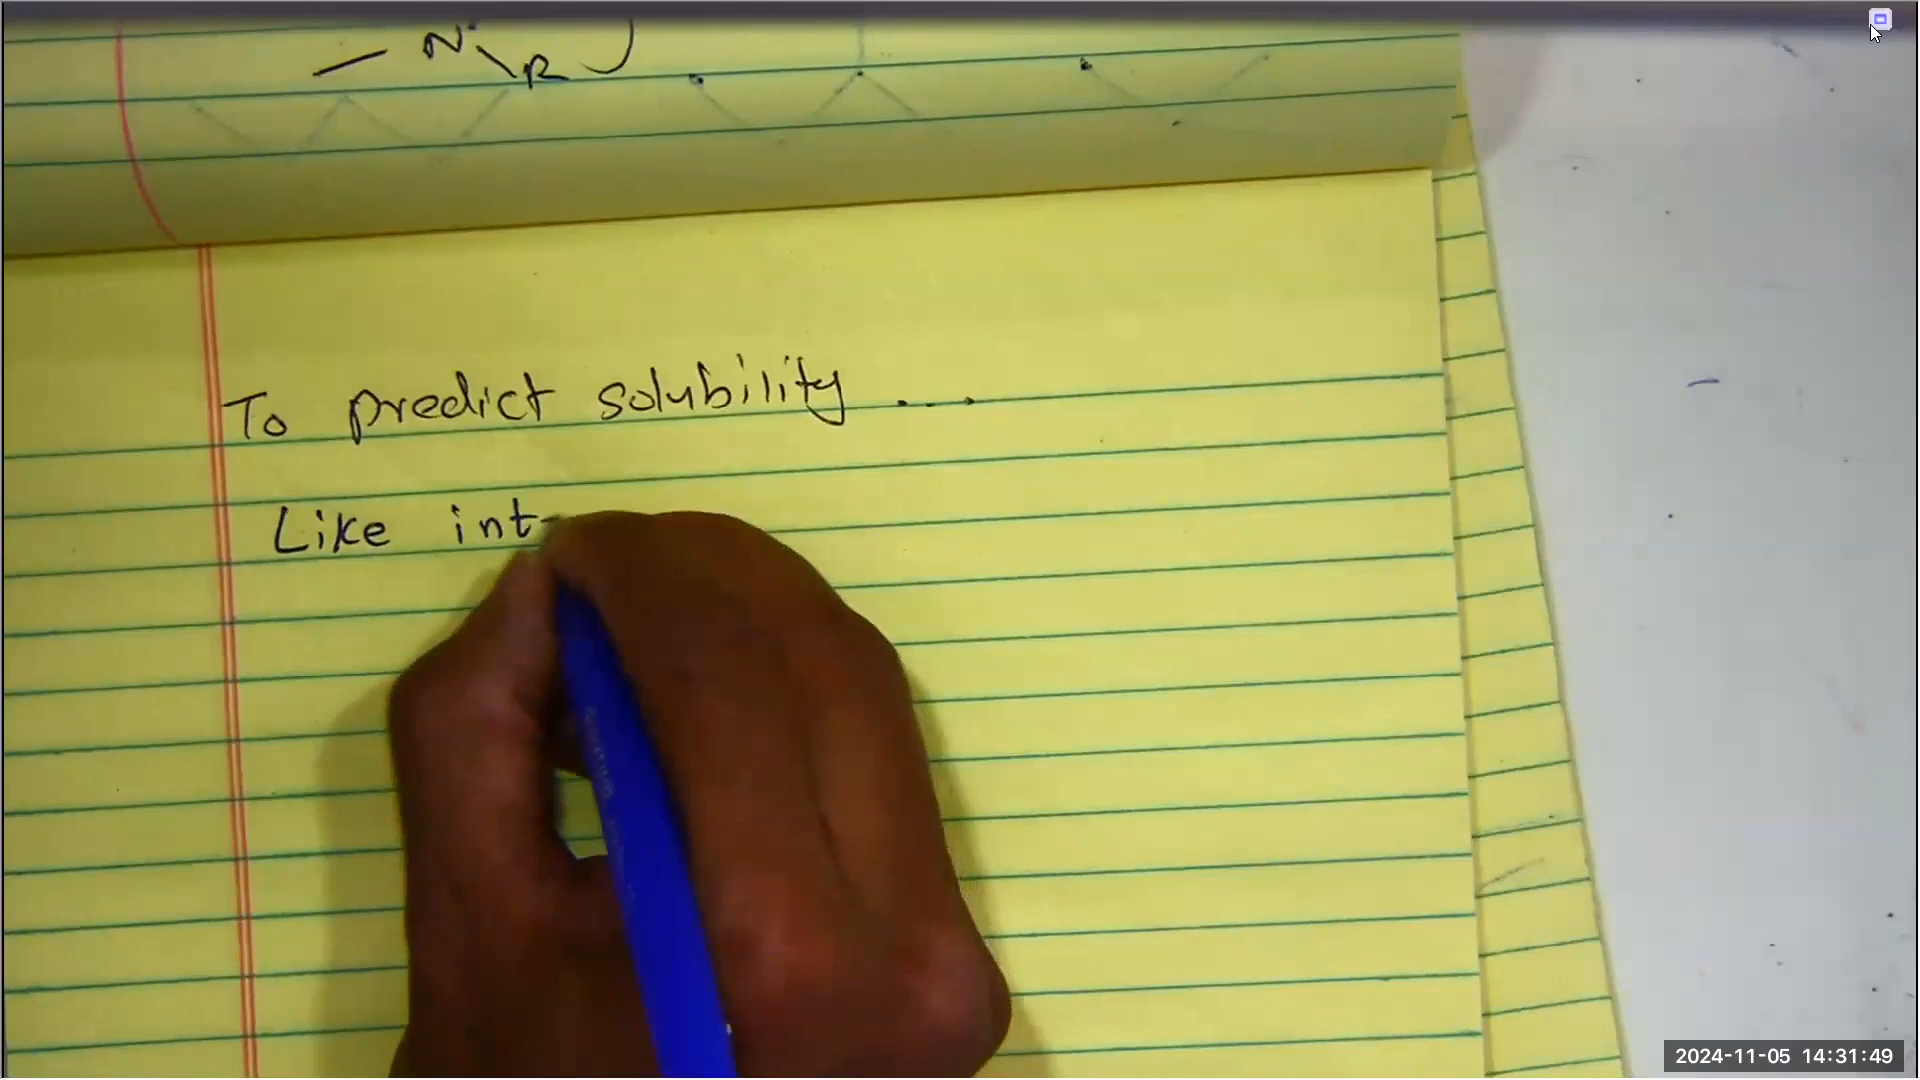 N
R
To predict solubility ...
Like int
2024-11-05 14:31:49